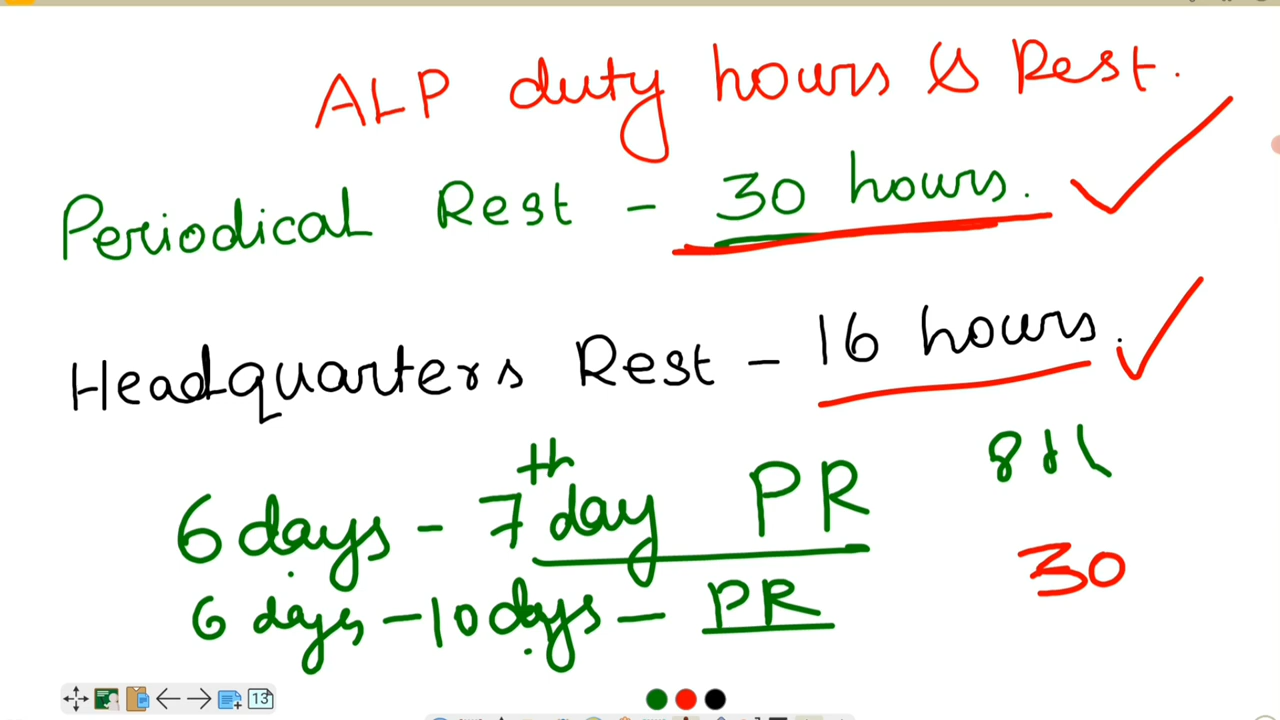 ALP duty hours & Rest.
Periodical Rest - 30 hours.
Headquarters Rest - 16 hours.
6 days - 7th day PR
30
6 days - 10 days - PR
13